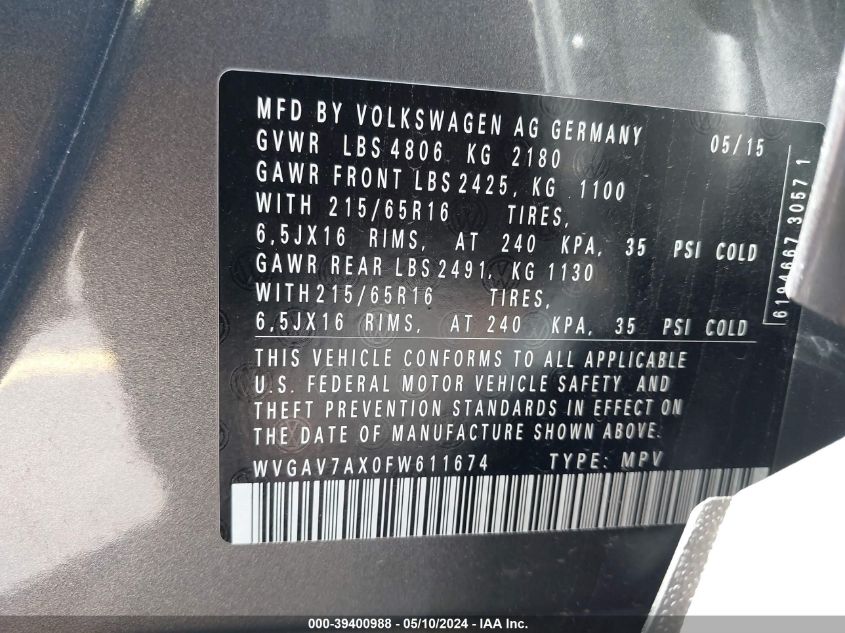 MFD BY VOLKSWAGEN AG GERMANY 05/15
GVWR LBS 4806 KG 2180
GAWR FRONT LBS 2425, KG 1100
WITH 215/65R16 TIRES,
6,5JX16 RIMS, AT 240 KPA, 35 PSI COLD
GAWR REAR LBS 2491, KG 1130
WITH 215/65R16 TIRES,
6,5JX16 RIMS, AT 240 KPA, 35 PSI COLD
THIS VEHICLE CONFORMS TO ALL APPLICABLE
U.S. FEDERAL MOTOR VEHICLE SAFETY AND
THEFT PREVENTION STANDARDS IN EFFECT ON
THE DATE OF MANUFACTURE SHOWN ABOVE.
WVGAV7AX0FW611674 TYPE: MPV
6194667 30571
000-39400988 - 05/10/2024 - IAA Inc.